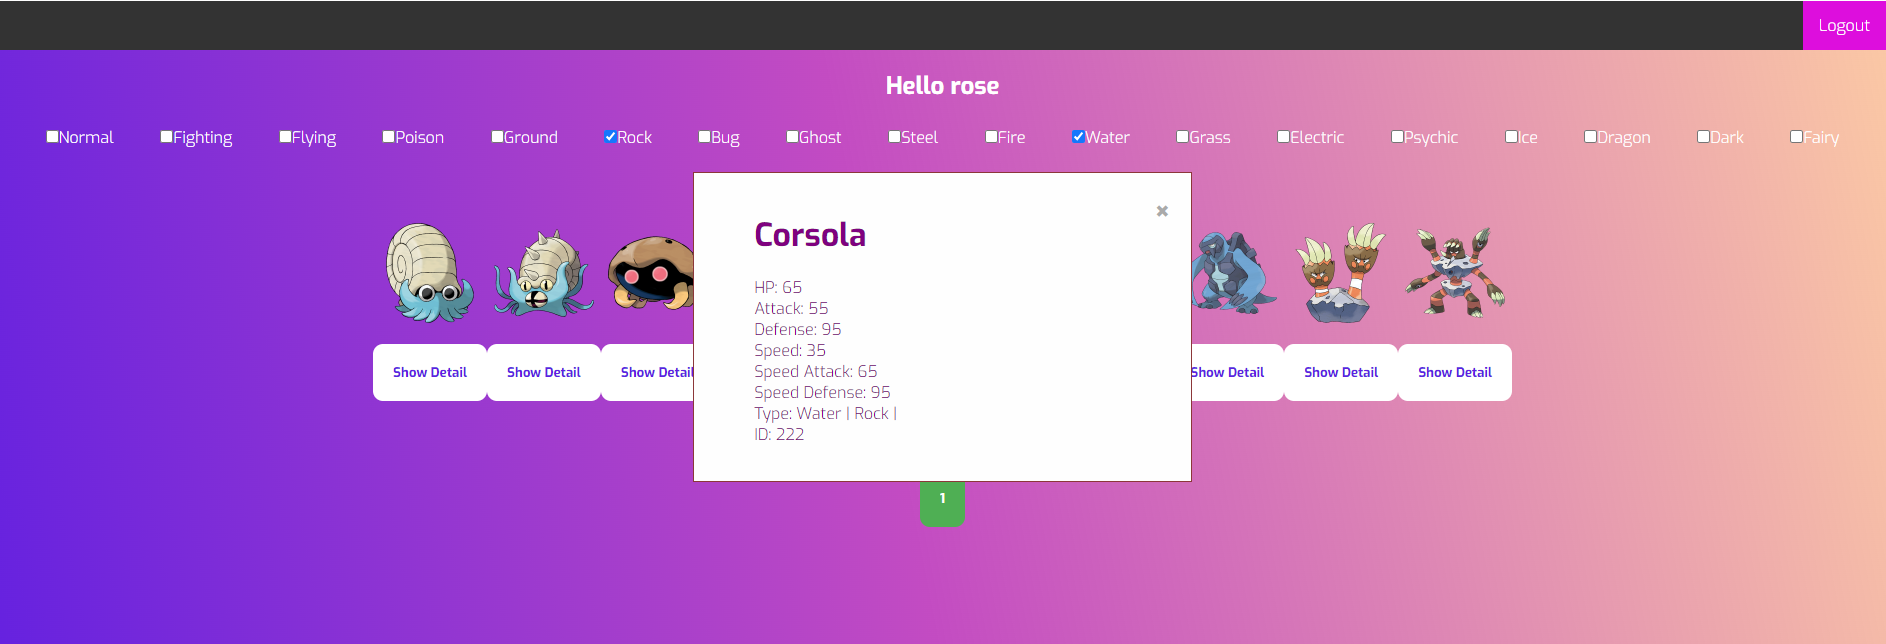 Logout
Hello rose
Normal Fighting Flying Poison Ground Rock Bug Ghost Steel Fire Water Grass Electric Psychic Ice Dragon Dark Fairy
✖
Corsola
HP: 65
Attack: 55
Defense: 95
Speed: 35
Speed Attack: 65
Speed Defense: 95
Type: Water | Rock |
ID: 222
Show Detail Show Detail Show Detail Show Detail Show Detail Show Detail
1